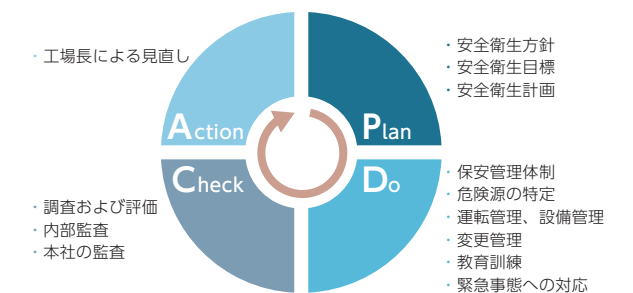 Plan
・安全衛生方針
・安全衛生目標
・安全衛生計画
Do
・保安管理体制
・危険源の特定
・運転管理、設備管理
・変更管理
・教育訓練
・緊急事態への対応
Check
・調査および評価
・内部監査
・本社の監査
Action
・工場長による見直し